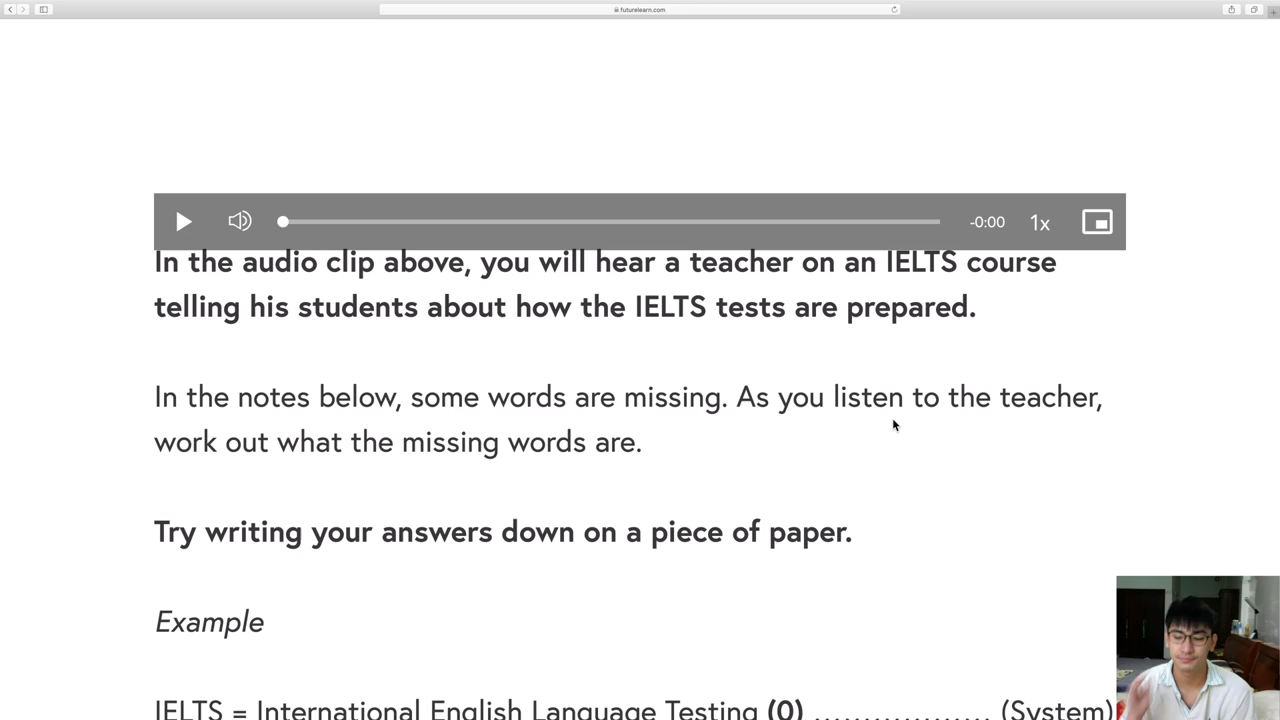 futurelearn.com
-0:00
1x
In the audio clip above, you will hear a teacher on an IELTS course
telling his students about how the IELTS tests are prepared.
In the notes below, some words are missing. As you listen to the teacher,
work out what the missing words are.
Try writing your answers down on a piece of paper.
Example
IELTS = International English Language Testing (0) .................. (System)